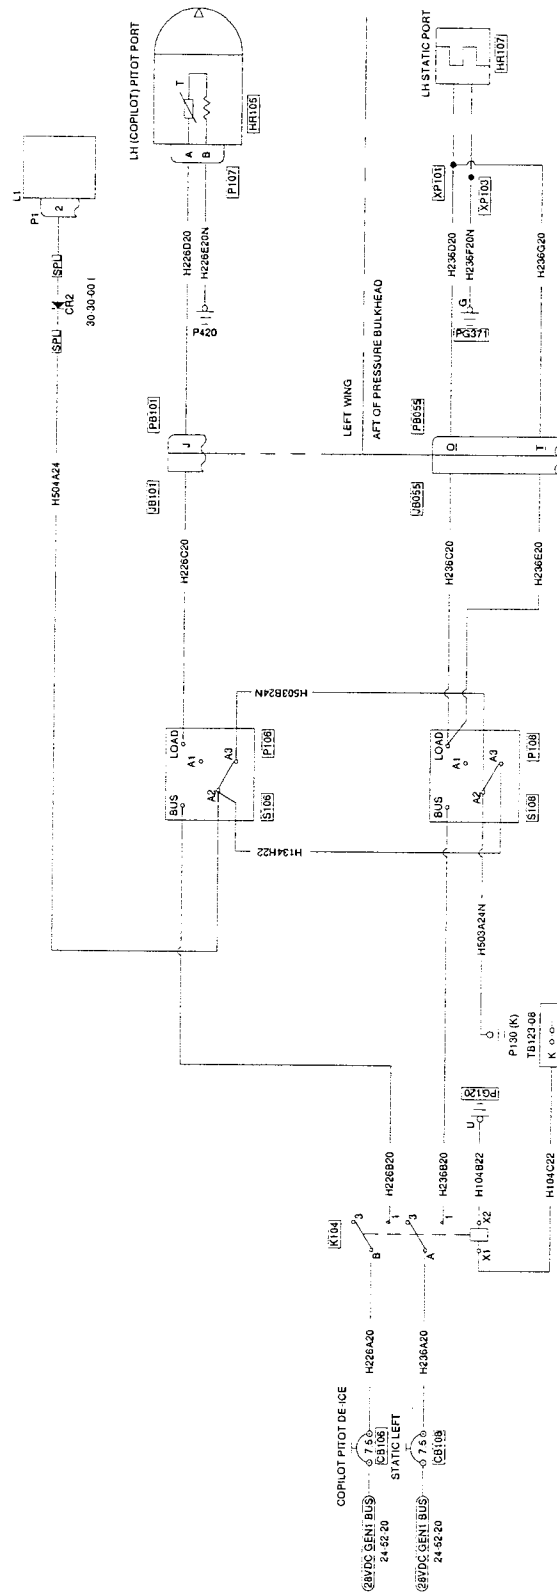 L1
P1
2
[SPL]
CR2
30-30-00
[SPL]
H504A24
LH (COPILOT) PITOT PORT
T
A
B
HR105
P107
H226D20
H226E20N
P420
PB101
J
JB101
H226C20
LEFT WING
AFT OF PRESSURE BULKHEAD
LH STATIC PORT
HR107
XP101
XP103
H236D20
H236F20N
H236G20
G
PG371
PB055
JB055
H236C20
H236E20
H503B24N
BUS
LOAD
A1
A2
A3
S106
P106
H134H22
BUS
LOAD
A1
A2
A3
S108
P108
H503A24N
P130 (K)
TB123-08
K
PG120
U
H226B20
H236B20
H104B22
H104C22
K104
3
B
1
3
A
1
X1
X2
H226A20
H236A20
COPILOT PITOT DE-ICE
7.5
CB106
STATIC LEFT
7.5
CB108
28VDC GEN1 BUS
24-52-20
28VDC GEN1 BUS
24-52-20